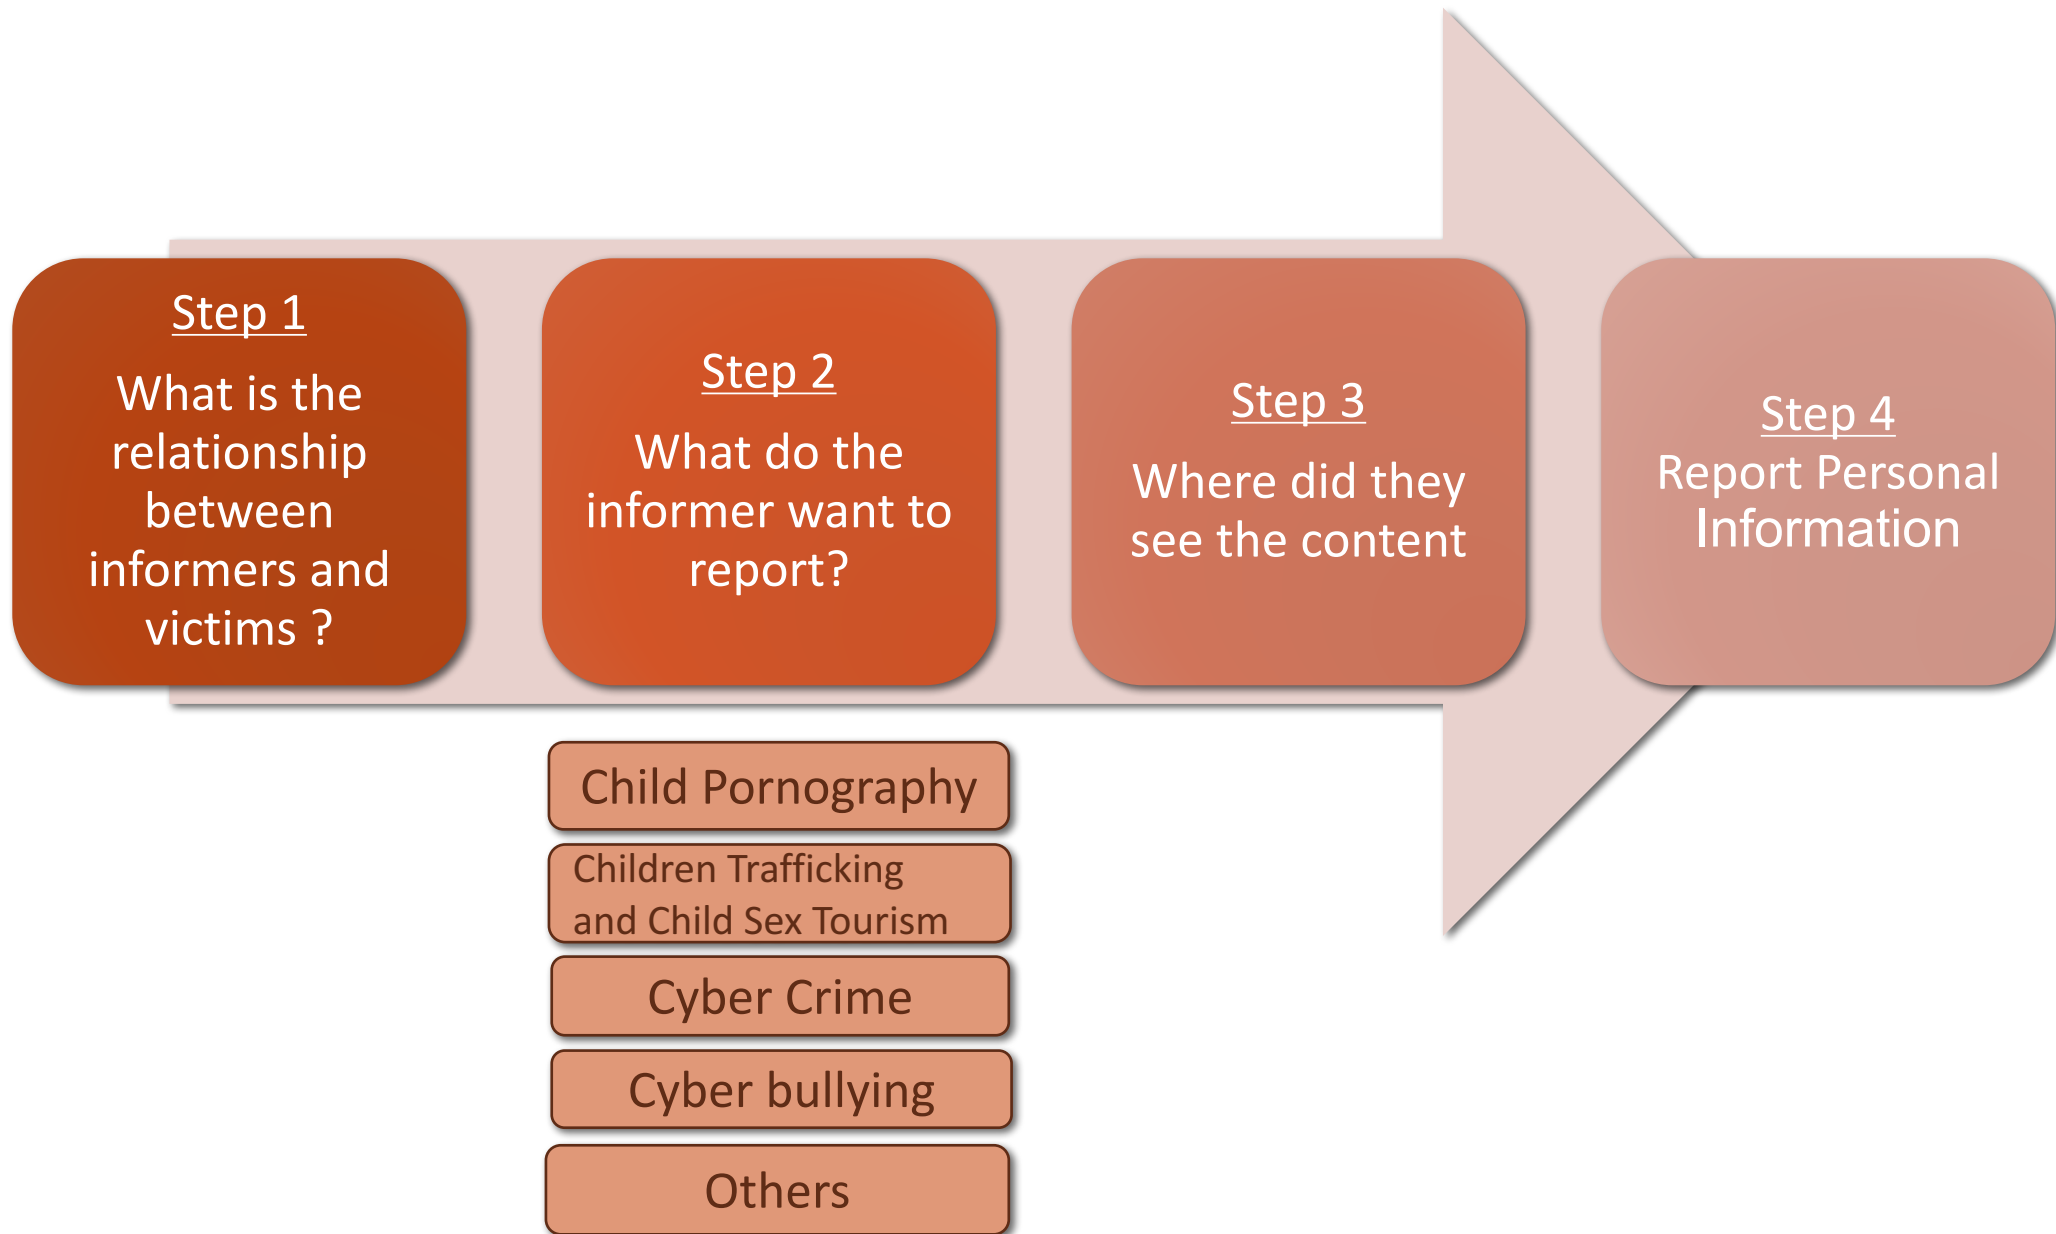 Step 1
What is the
relationship
between
informers and
victims ?
Step 2
What do the
informer want to
report?
Step 3
Where did they
see the content
Step 4
Report Personal
Information
Child Pornography
Children Trafficking
and Child Sex Tourism
Cyber Crime
Cyber bullying
Others